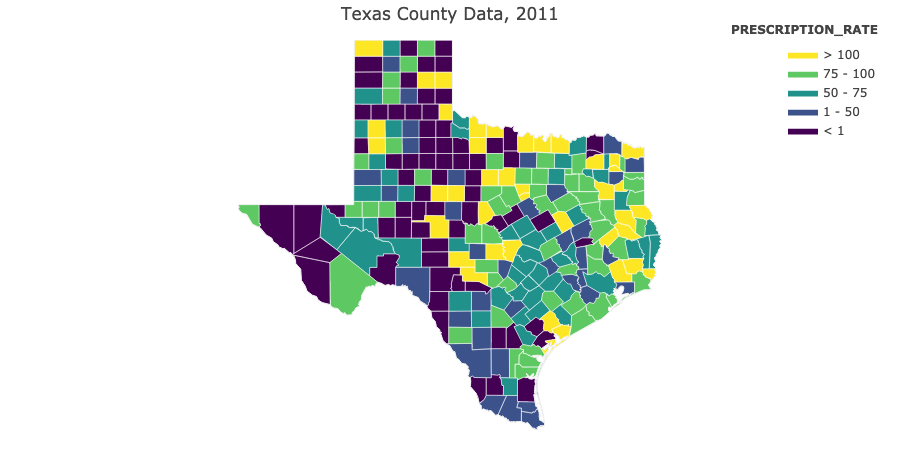 Texas County Data, 2011
PRESCRIPTION_RATE
> 100
75 - 100
50 - 75
1 - 50
< 1